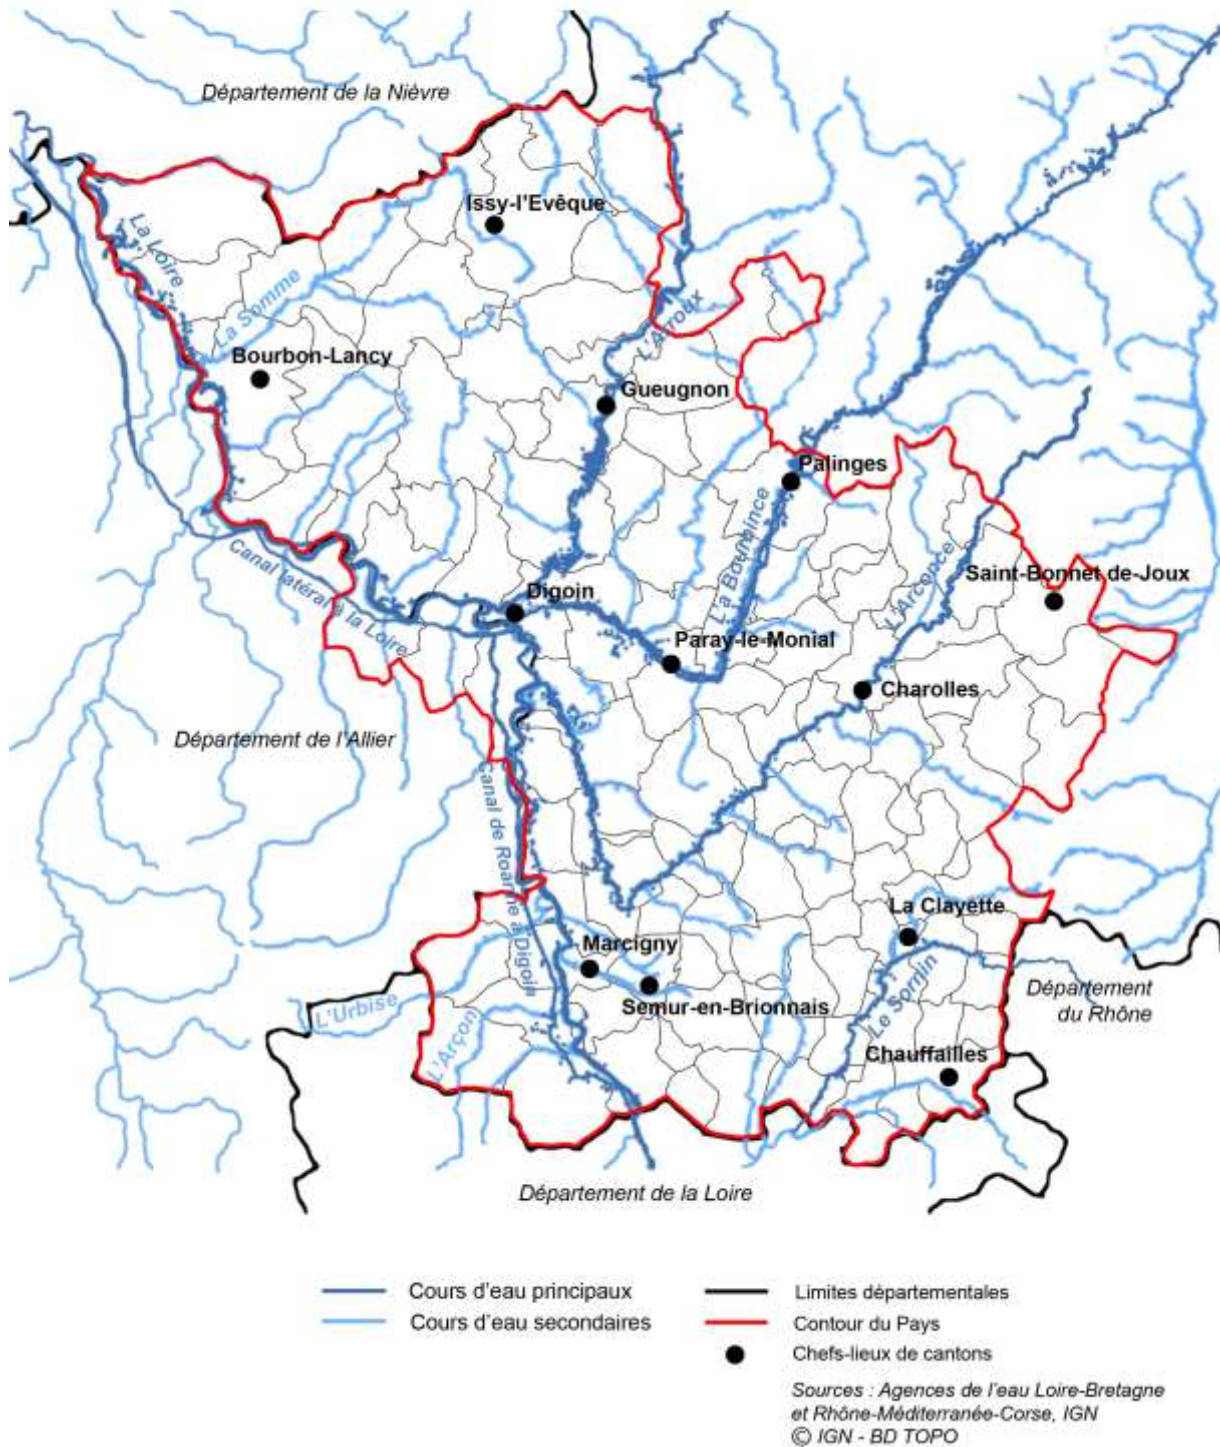 Département de la Nièvre
Issy-l'Evêque
La Loire
La Somme
Bourbon-Lancy
L'Arroux
Gueugnon
Palinges
La Bourbince
Canal latéral à la Loire
L'Arconce
Saint-Bonnet-de-Joux
Digoin
Paray-le-Monial
Charolles
Département de l'Allier
Canal de Roanne à Digoin
La Clayette
Marcigny
Le Sornin
Semur-en-Brionnais
Département
du Rhône
L'Urbise
L'Arçon
Chauffailles
Département de la Loire
Cours d'eau principaux
Cours d'eau secondaires
Limites départementales
Contour du Pays
Chefs-lieux de cantons
Sources : Agences de l'eau Loire-Bretagne
et Rhône-Méditerranée-Corse, IGN
© IGN - BD TOPO